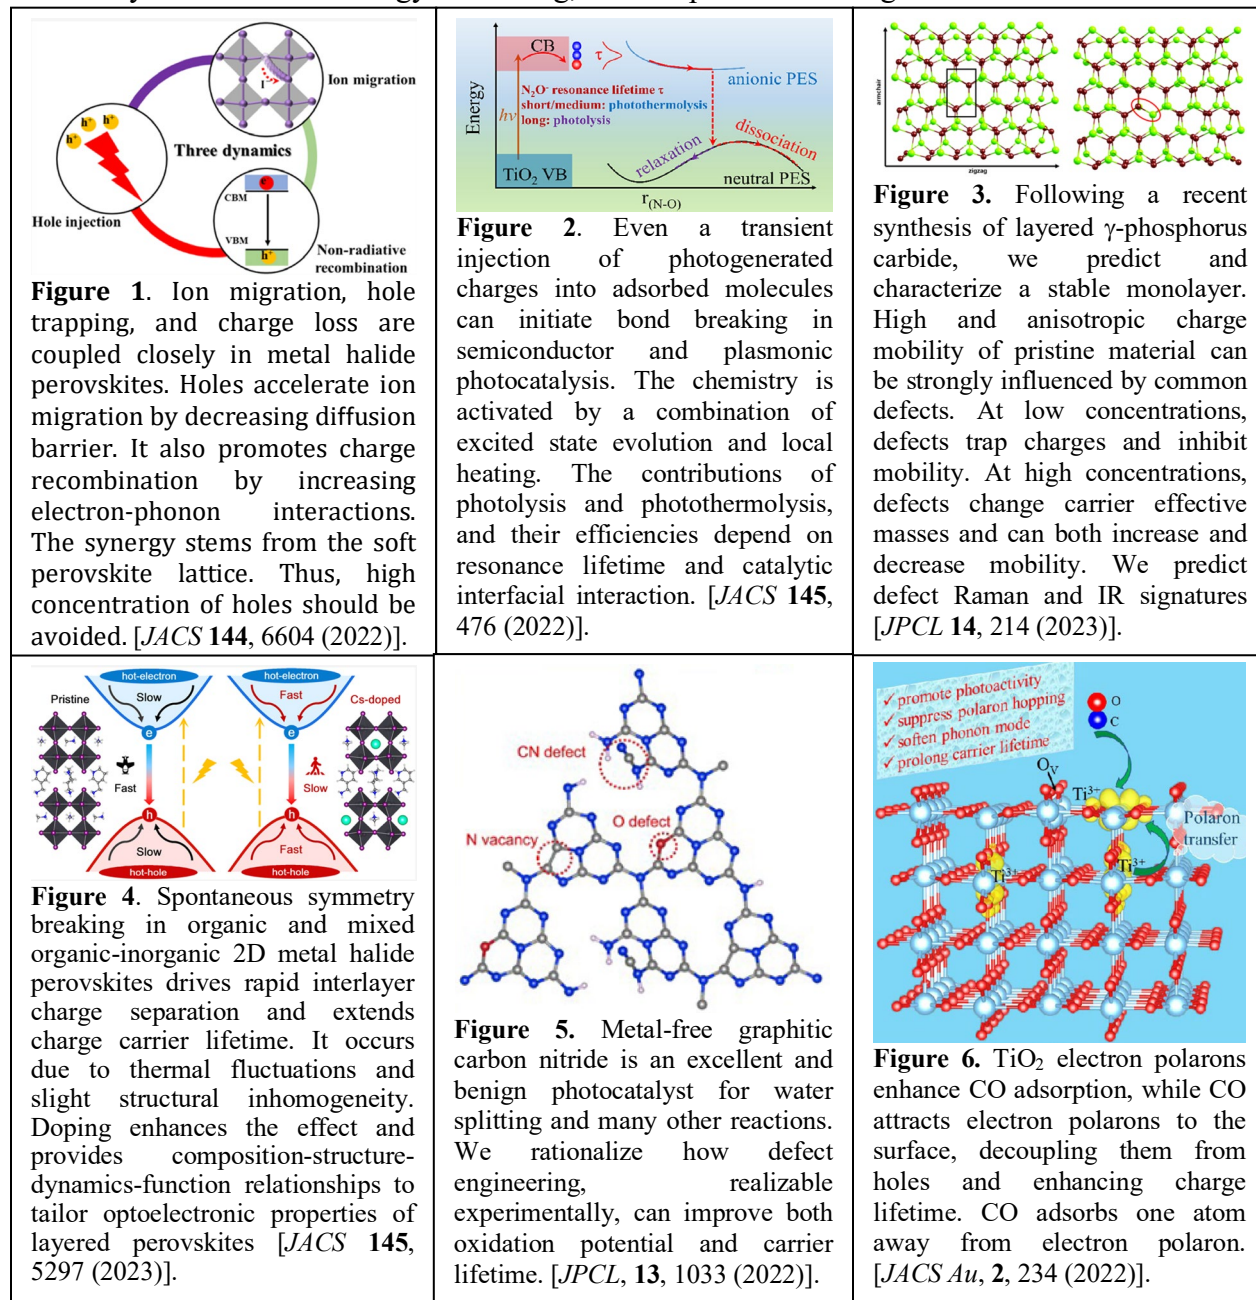 Ion migration
I
h⁺ h⁺ h⁺
Three dynamics
e
CBM
Hole injection
VBM
h⁺
Non-radiative
recombination
Figure 1. Ion migration, hole
trapping, and charge loss are
coupled closely in metal halide
perovskites. Holes accelerate ion
migration by decreasing diffusion
barrier. It also promotes charge
recombination by increasing
electron-phonon interactions.
The synergy stems from the soft
perovskite lattice. Thus, high
concentration of holes should be
avoided. [JACS 144, 6604 (2022)].
CB
τ
anionic PES
N₂O⁻ resonance lifetime τ
short/medium: photothermolysis
long: photolysis
Energy
hν
relaxation
dissociation
TiO₂ VB
neutral PES
r(N-O)
Figure 2. Even a transient
injection of photogenerated
charges into adsorbed molecules
can initiate bond breaking in
semiconductor and plasmonic
photocatalysis. The chemistry is
activated by a combination of
excited state evolution and local
heating. The contributions of
photolysis and photothermolysis,
and their efficiencies depend on
resonance lifetime and catalytic
interfacial interaction. [JACS 145,
476 (2022)].
armchair
zigzag
Figure 3. Following a recent
synthesis of layered γ-phosphorus
carbide, we predict and
characterize a stable monolayer.
High and anisotropic charge
mobility of pristine material can
be strongly influenced by common
defects. At low concentrations,
defects trap charges and inhibit
mobility. At high concentrations,
defects change carrier effective
masses and can both increase and
decrease mobility. We predict
defect Raman and IR signatures
[JPCL 14, 214 (2023)].
hot-electron hot-electron
Pristine Slow Fast Cs-doped
e e
Fast Slow
h h
Slow Fast
hot-hole hot-hole
Figure 4. Spontaneous symmetry
breaking in organic and mixed
organic-inorganic 2D metal halide
perovskites drives rapid interlayer
charge separation and extends
charge carrier lifetime. It occurs
due to thermal fluctuations and
slight structural inhomogeneity.
Doping enhances the effect and
provides composition-structure-
dynamics-function relationships to
tailor optoelectronic properties of
layered perovskites [JACS 145,
5297 (2023)].
CN defect
O defect
N vacancy
Figure 5. Metal-free graphitic
carbon nitride is an excellent and
benign photocatalyst for water
splitting and many other reactions.
We rationalize how defect
engineering, realizable
experimentally, can improve both
oxidation potential and carrier
lifetime. [JPCL, 13, 1033 (2022)].
✓ promote photoactivity
✓ suppress polaron hopping
✓ soften phonon mode
✓ prolong carrier lifetime
O
C
Oᵥ
Ti³⁺
Polaron
transfer
Ti³⁺ Ti³⁺
Figure 6. TiO₂ electron polarons
enhance CO adsorption, while CO
attracts electron polarons to the
surface, decoupling them from
holes and enhancing charge
lifetime. CO adsorbs one atom
away from electron polaron.
[JACS Au, 2, 234 (2022)].